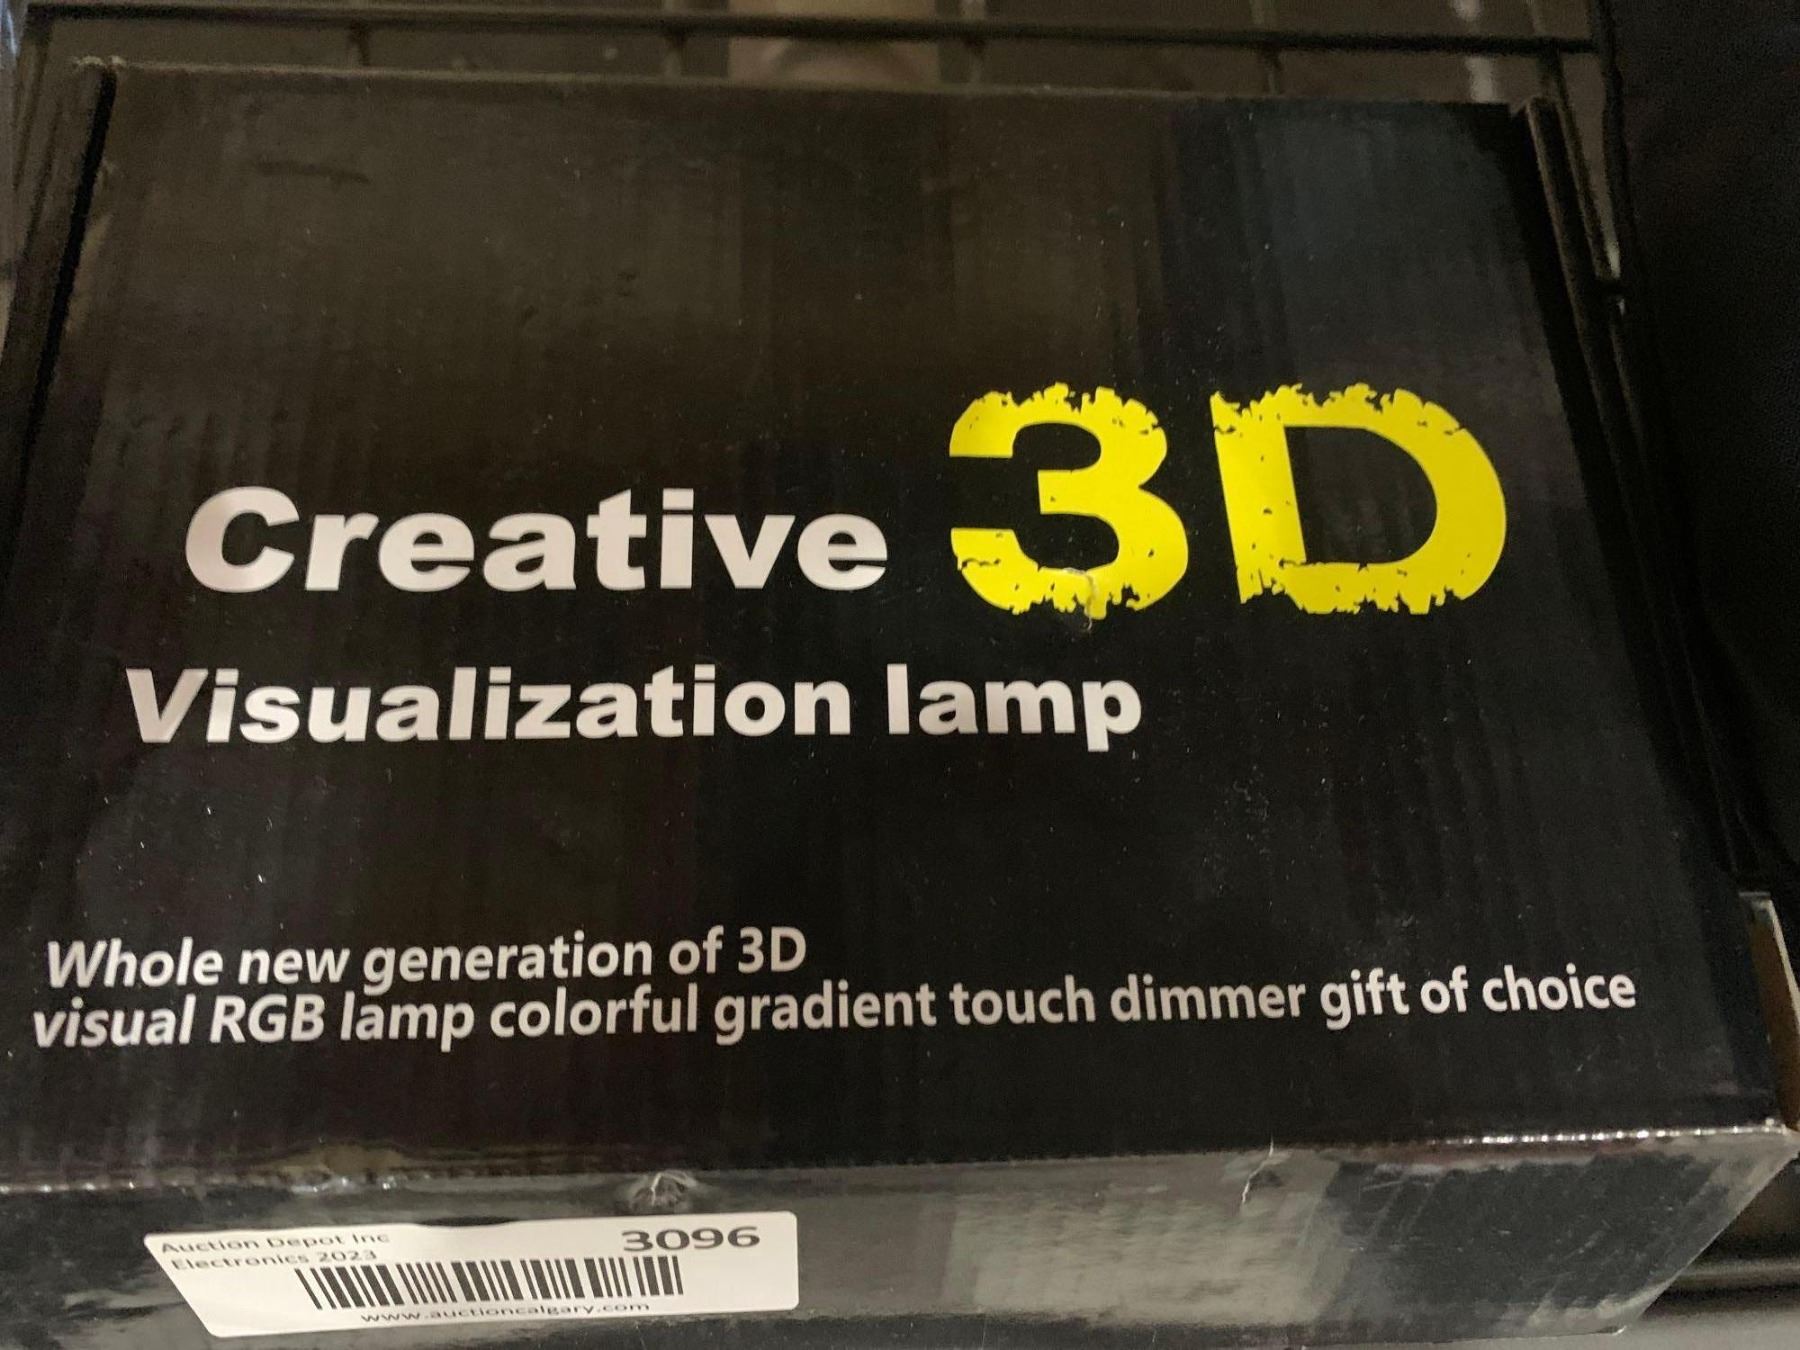 Creative 3D
Visualization lamp
Whole new generation of 3D
visual RGB lamp colorful gradient touch dimmer gift of choice
Auction Depot Inc 3096
Electronics 2023
www.auctioncalgary.com